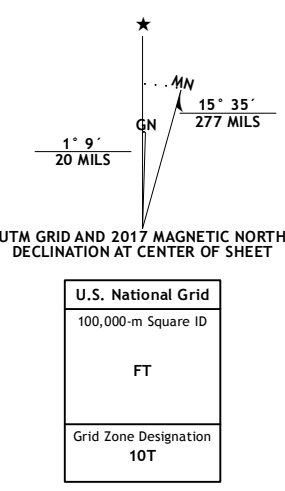 ★
MN
15° 35´
277 MILS
GN
1° 9´
20 MILS
UTM GRID AND 2017 MAGNETIC NORTH
DECLINATION AT CENTER OF SHEET
U.S. National Grid
100,000-m Square ID
FT
Grid Zone Designation
10T